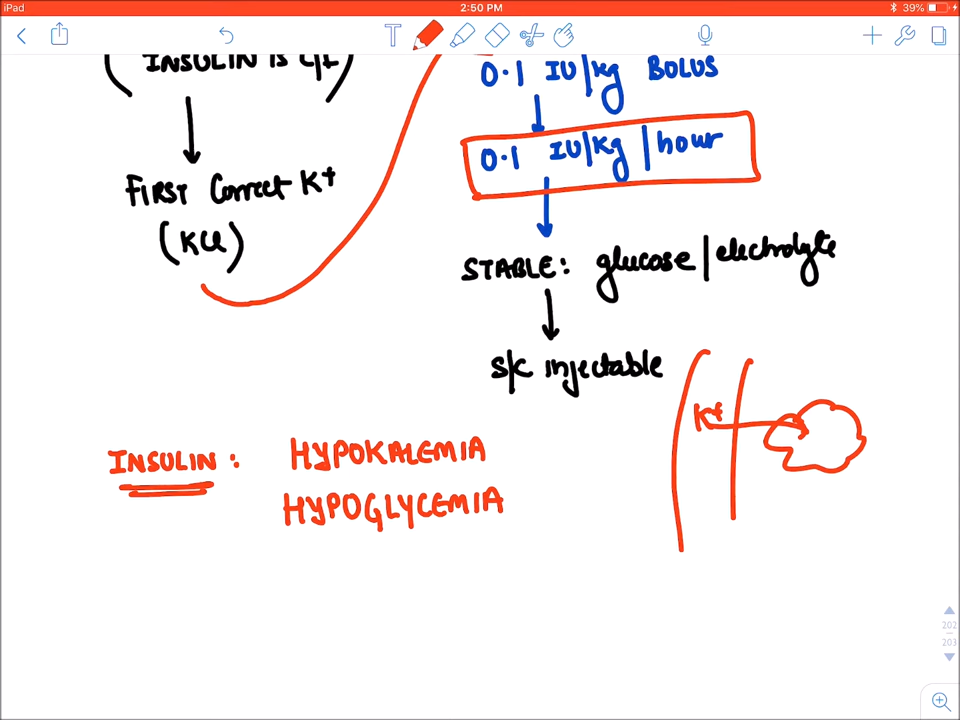 iPad
2:50 PM
39%
T
(INSULIN IS C/I)
FIRST Correct K+
(KCl)
0.1 IU/kg BOLUS
0.1 IU/kg/hour
STABLE: glucose/electrolyte
S/C injectable
K+
INSULIN: HYPOKALEMIA
HYPOGLYCEMIA
202
203